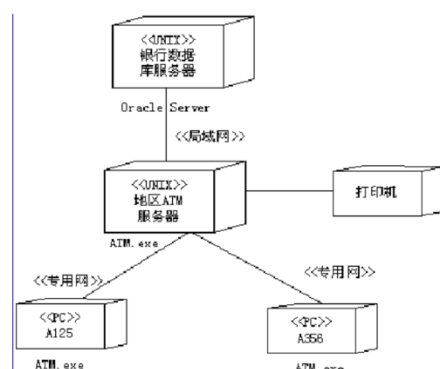 <<UNIX>>
银行数据
库服务器
Oracle Server
<<局域网>>
<<UNIX>>
地区ATM
服务器
打印机
ATM.exe
<<专用网>>
<<专用网>>
<<PC>>
A125
<<PC>>
A356
ATM.exe
ATM.exe